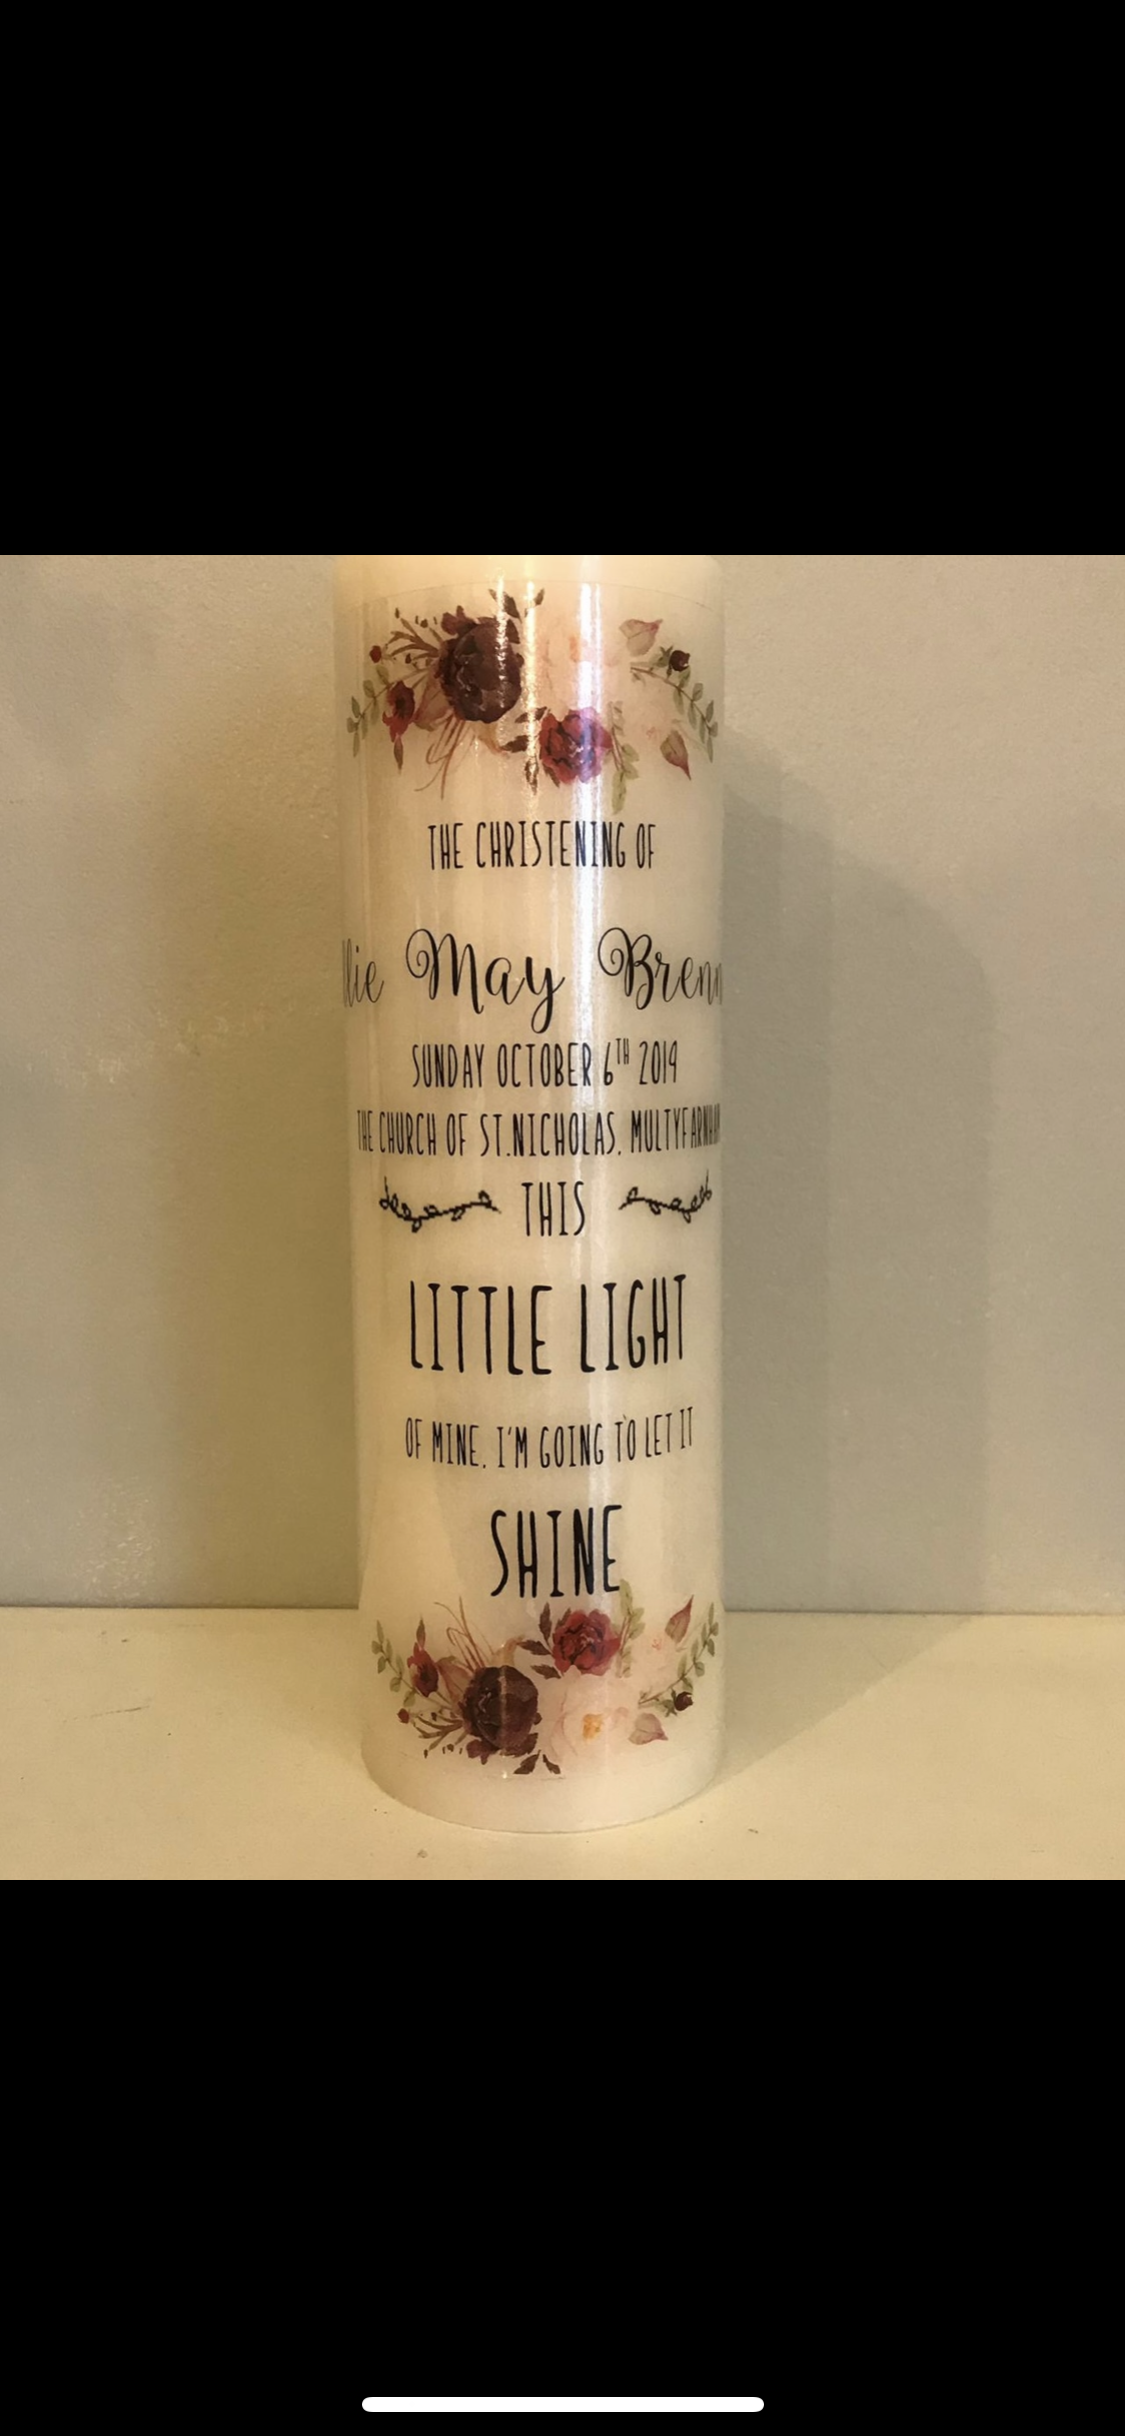 THE CHRISTENING OF
May
SUNDAY OCTOBER 6TH 2019
THE CHURCH OF ST.NICHOLAS, MULTYFARNHAM
THIS
LITTLE LIGHT
OF MINE, I'M GOING TO LET IT
SHINE